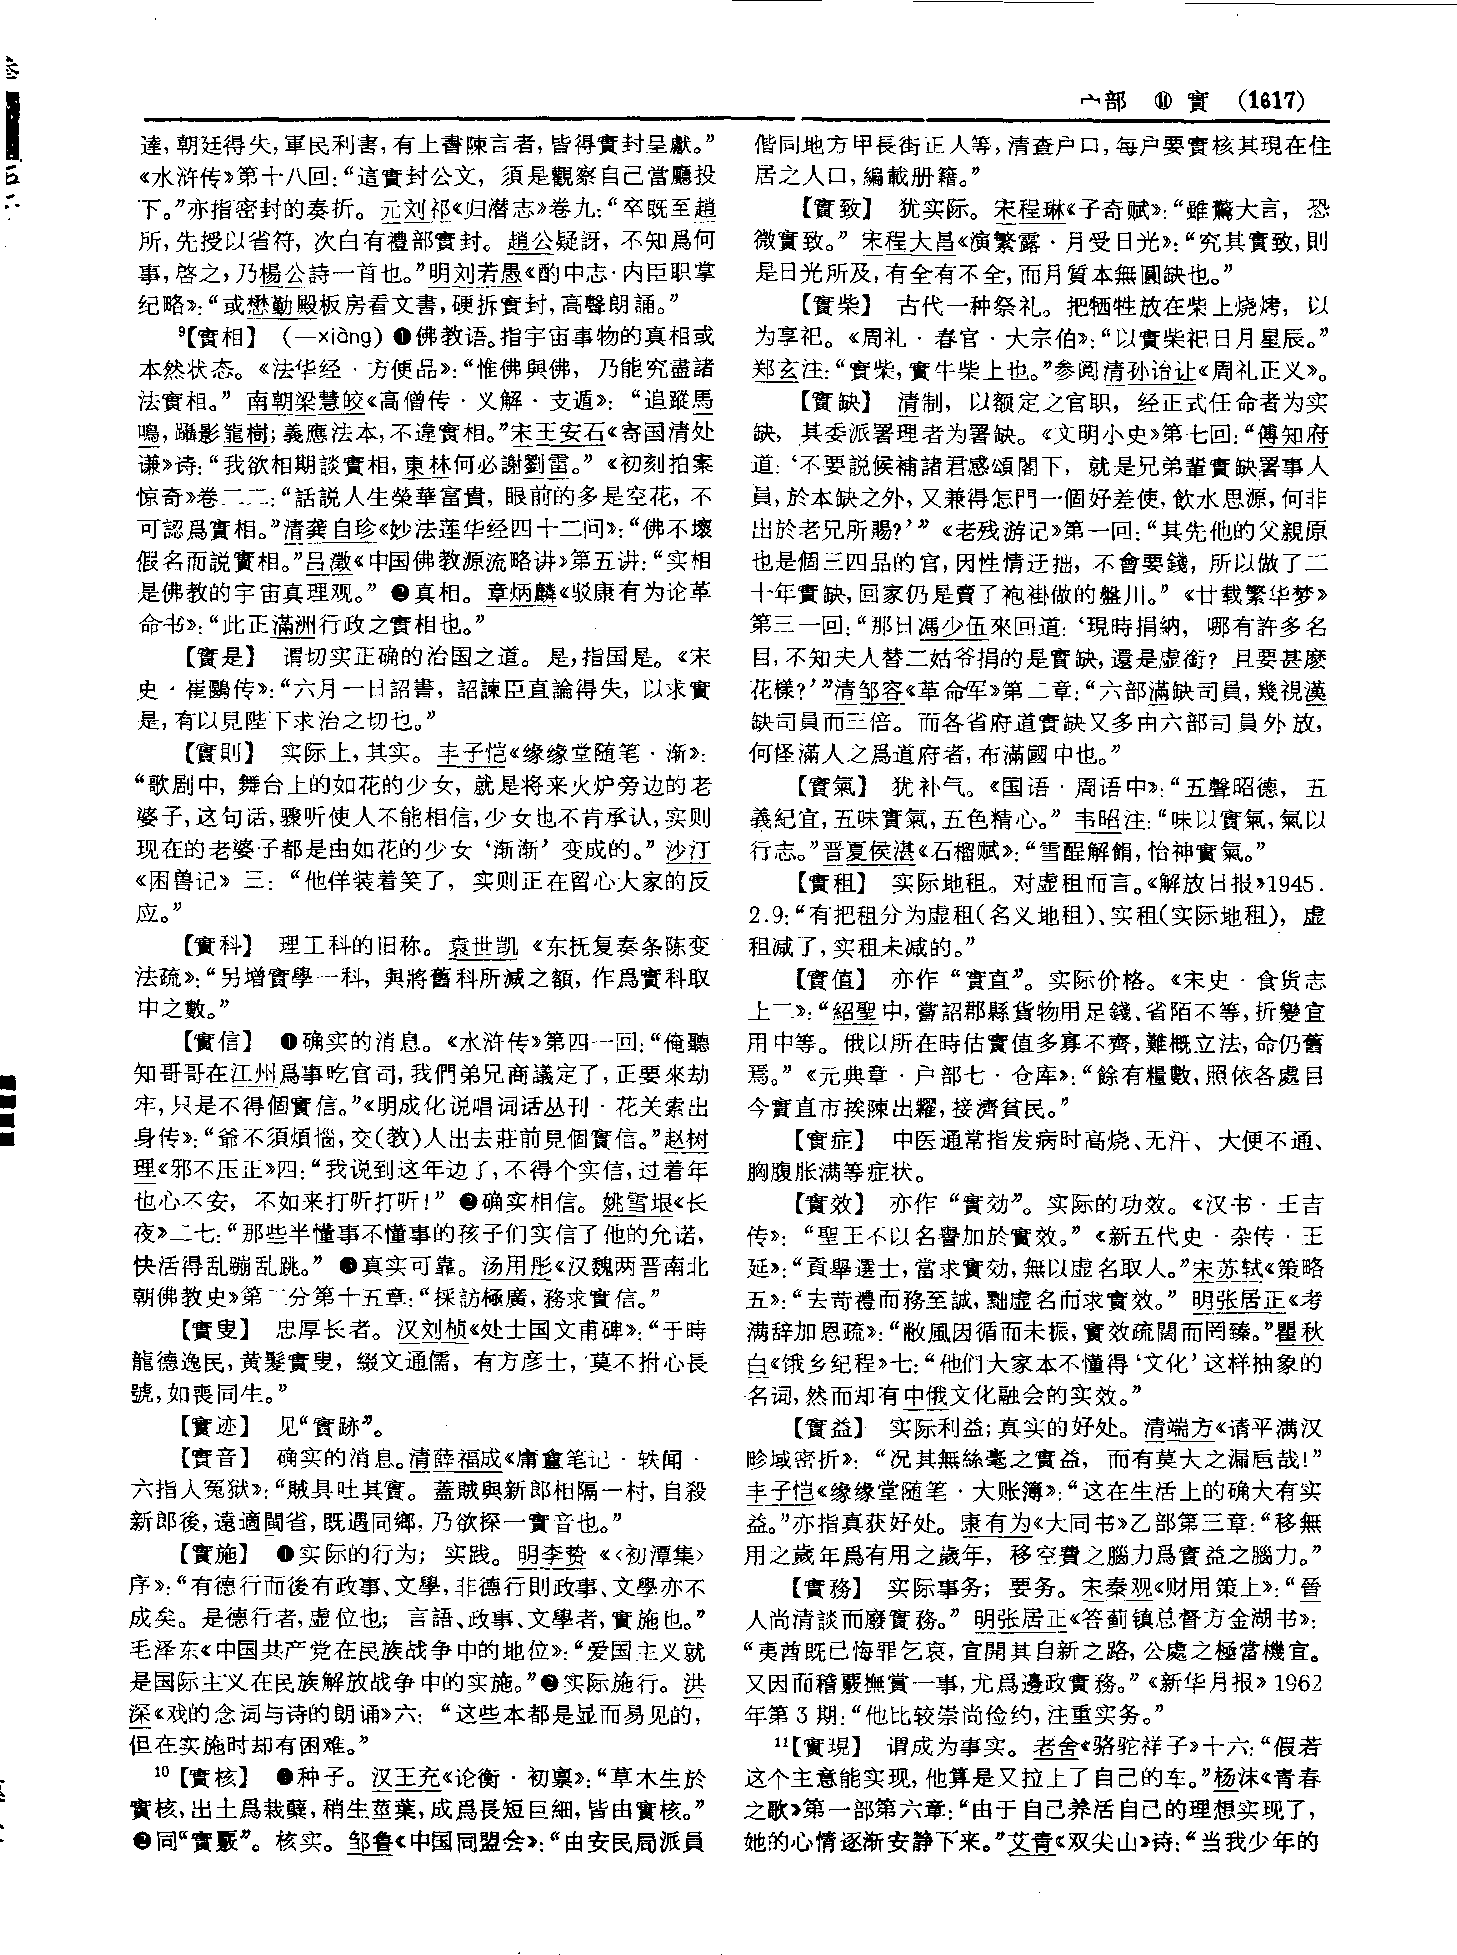 宀部 ⑪ 實 (1617)
達,朝廷得失,軍民利害,有上書陳言者,皆得實封呈獻。”
《水浒传》第十八回:“這實封公文, 須是觀察自己當廳投
下。”亦指密封的奏折。 元刘祁《归潜志》卷九:“卒既至趙
所,先授以省符, 次白有禮部實封。 趙公疑訝, 不知爲何
事,啓之,乃楊公詩一首也。”明刘若愚《酌中志·内臣职掌
纪略》:“或懋勤殿板房看文書,硬拆實封,高聲朗誦。”
⁹【實相】 (—xiàng) ❶佛教语。指宇宙事物的真相或
本然状态。《法华经·方便品》:“惟佛與佛, 乃能究盡諸
法實相。” 南朝梁慧皎《高僧传·义解·支遁》: “追蹤馬
鳴,躡影龍樹;義應法本,不違實相。”宋王安石《寄国清处
谦》诗:“我欲相期談實相,東林何必謝劉雷。” 《初刻拍案
惊奇》卷二二:“話説人生榮華富貴, 眼前的多是空花, 不
可認爲實相。”清龚自珍《妙法莲华经四十二问》:“佛不壞
假名而説實相。”吕澂《中国佛教源流略讲》第五讲:“实相
是佛教的宇宙真理观。” ❷真相。 章炳麟《驳康有为论革
命书》:“此正滿洲行政之實相也。”
【實是】 谓切实正确的治国之道。是,指国是。《宋
史·崔鶠传》:“六月一日詔書, 詔諫臣直論得失, 以求實
是,有以見陛下求治之切也。”
【實則】 实际上,其实。 丰子恺《缘缘堂随笔·渐》:
“歌剧中, 舞台上的如花的少女, 就是将来火炉旁边的老
婆子,这句话,骤听使人不能相信,少女也不肯承认,实则
现在的老婆子都是由如花的少女‘渐渐’变成的。” 沙汀
《困兽记》 三: “他佯装着笑了, 实则正在留心大家的反
应。”
【實科】 理工科的旧称。 袁世凯 《东抚复奏条陈变
法疏》:“另增實學一科, 與將舊科所減之額, 作爲實科取
中之數。”
【實信】 ❶确实的消息。《水浒传》第四一回:“俺聽
知哥哥在江州爲事吃官司,我們弟兄商議定了,正要來劫
牢,只是不得個實信。”《明成化说唱词话丛刊·花关索出
身传》:“爺不須煩惱,交(教)人出去莊前見個實信。”赵树
理《邪不压正》四:“我说到这年边了,不得个实信,过着年
也心不安, 不如来打听打听!” ❷确实相信。 姚雪垠《长
夜》二七:“那些半懂事不懂事的孩子们实信了他的允诺,
快活得乱蹦乱跳。” ❸真实可靠。 汤用彤《汉魏两晋南北
朝佛教史》第二分第十五章:“採訪極廣,務求實信。”
【實叟】 忠厚长者。 汉刘桢《处士国文甫碑》:“于時
龍德逸民,黄髮實叟, 綴文通儒, 有方彦士, 莫不拊心長
號,如喪同生。”
【實迹】 见“實跡”。
【實音】 确实的消息。清薛福成《庸盦笔记·轶闻·
六指人冤狱》:“賊具吐其實。 蓋賊與新郎相隔一村,自殺
新郎後,遠適閩省,既遇同鄉,乃欲探一實音也。”
【實施】 ❶实际的行为; 实践。 明李贽 《〈初潭集〉
序》:“有德行而後有政事、文學,非德行則政事、文學亦不
成矣。是德行者,虚位也; 言語、政事、文學者,實施也。”
毛泽东《中国共产党在民族战争中的地位》:“爱国主义就
是国际主义在民族解放战争中的实施。”❷实际施行。 洪
深《戏的念词与诗的朗诵》六: “这些本都是显而易见的,
但在实施时却有困难。”
¹⁰【實核】 ❶种子。 汉王充《论衡·初禀》:“草木生於
實核,出土爲栽蘖,稍生莖葉,成爲長短巨細,皆由實核。”
❷同“實覈”。核实。 邹鲁《中国同盟会》:“由安民局派員
偕同地方甲長街正人等,清查户口,每户要實核其現在住
居之人口,編載册籍。”
【實致】 犹实际。 宋程琳《子奇赋》:“雖驚大言, 恐
微實致。” 宋程大昌《演繁露·月受日光》:“究其實致,則
是日光所及,有全有不全,而月質本無圓缺也。”
【實柴】 古代一种祭礼。把牺牲放在柴上烧烤, 以
为享祀。《周礼·春官·大宗伯》:“以實柴祀日月星辰。”
郑玄注:“實柴,實牛柴上也。”参阅清孙诒让《周礼正义》。
【實缺】 清制, 以额定之官职, 经正式任命者为实
缺, 其委派署理者为署缺。《文明小史》第七回:“傅知府
道:‘不要説候補諸君感頌閣下, 就是兄弟輩實缺署事人
員,於本缺之外,又兼得怎們一個好差使,飲水思源,何非
出於老兄所賜?’” 《老残游记》第一回:“其先他的父親原
也是個三四品的官,因性情迂拙, 不會要錢, 所以做了二
十年實缺,回家仍是賣了袍褂做的盤川。” 《廿载繁华梦》
第三一回:“那日馮少伍來回道:‘現時捐納, 哪有許多名
目,不知夫人替二姑爷捐的是實缺,還是虚銜? 且要甚麽
花樣?’”清邹容《革命军》第二章:“六部滿缺司員,幾視漢
缺司員而三倍。 而各省府道實缺又多由六部司員外放,
何怪滿人之爲道府者,布滿國中也。”
【實氣】 犹补气。《国语·周语中》:“五聲昭德, 五
義紀宜,五味實氣,五色精心。” 韦昭注:“味以實氣,氣以
行志。”晋夏侯湛《石榴赋》:“雪酲解餇,怡神實氣。”
【實租】 实际地租。对虚租而言。《解放日报》1945.
2.9:“有把租分为虚租(名义地租)、实租(实际地租), 虚
租减了,实租未减的。”
【實值】 亦作“實直”。实际价格。《宋史·食货志
上二》:“紹聖中,嘗詔郡縣貨物用足錢、省陌不等,折變宜
用中等。 俄以所在時估實值多寡不齊,難概立法,命仍舊
焉。” 《元典章·户部七·仓库》:“餘有糧數,照依各處目
今實直市挨陳出糶,接濟貧民。”
【實症】 中医通常指发病时高烧、无汗、大便不通、
胸腹胀满等症状。
【實效】 亦作“實効”。实际的功效。《汉书·王吉
传》: “聖王不以名譽加於實效。” 《新五代史·杂传·王
延》:“貢舉選士,當求實効,無以虚名取人。”宋苏轼《策略
五》:“去苛禮而務至誠,黜虚名而求實效。” 明张居正《考
满辞加恩疏》:“敝風因循而未振,實效疏闊而罔臻。”瞿秋
白《饿乡纪程》七:“他们大家本不懂得‘文化’这样抽象的
名词,然而却有中俄文化融会的实效。”
【實益】 实际利益;真实的好处。 清端方《请平满汉
畛域密折》: “况其無絲毫之實益, 而有莫大之漏卮哉!”
丰子恺《缘缘堂随笔·大账簿》:“这在生活上的确大有实
益。”亦指真获好处。 康有为《大同书》乙部第三章:“移無
用之歲年爲有用之歲年, 移空費之腦力爲實益之腦力。”
【實務】 实际事务; 要务。 宋秦观《财用策上》:“晉
人尚清談而廢實務。” 明张居正《答蓟镇总督方金湖书》:
“夷酋既已悔罪乞哀,宜開其自新之路,公處之極當機宜。
又因而稽覈撫賞一事,尤爲邊政實務。”《新华月报》1962
年第3期:“他比较崇尚俭约,注重实务。”
¹¹【實現】 谓成为事实。 老舍《骆驼祥子》十六:“假若
这个主意能实现,他算是又拉上了自己的车。”杨沫《青春
之歌》第一部第六章:“由于自己养活自己的理想实现了,
她的心情逐渐安静下来。”艾青《双尖山》诗:“当我少年的